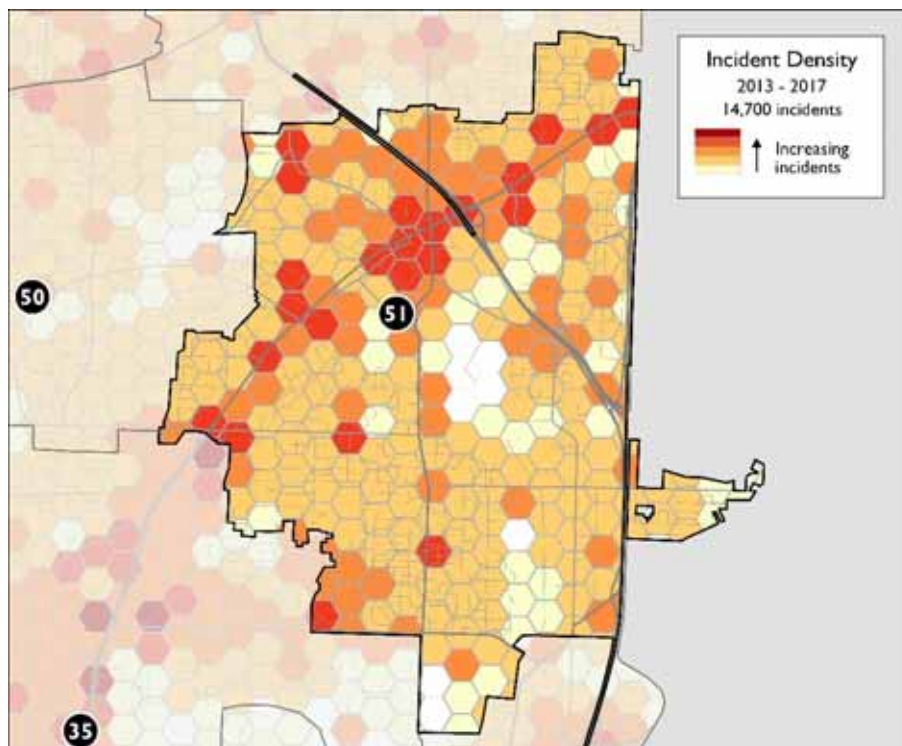 Incident Density
2013 - 2017
14,700 incidents
Increasing
incidents
50
51
35